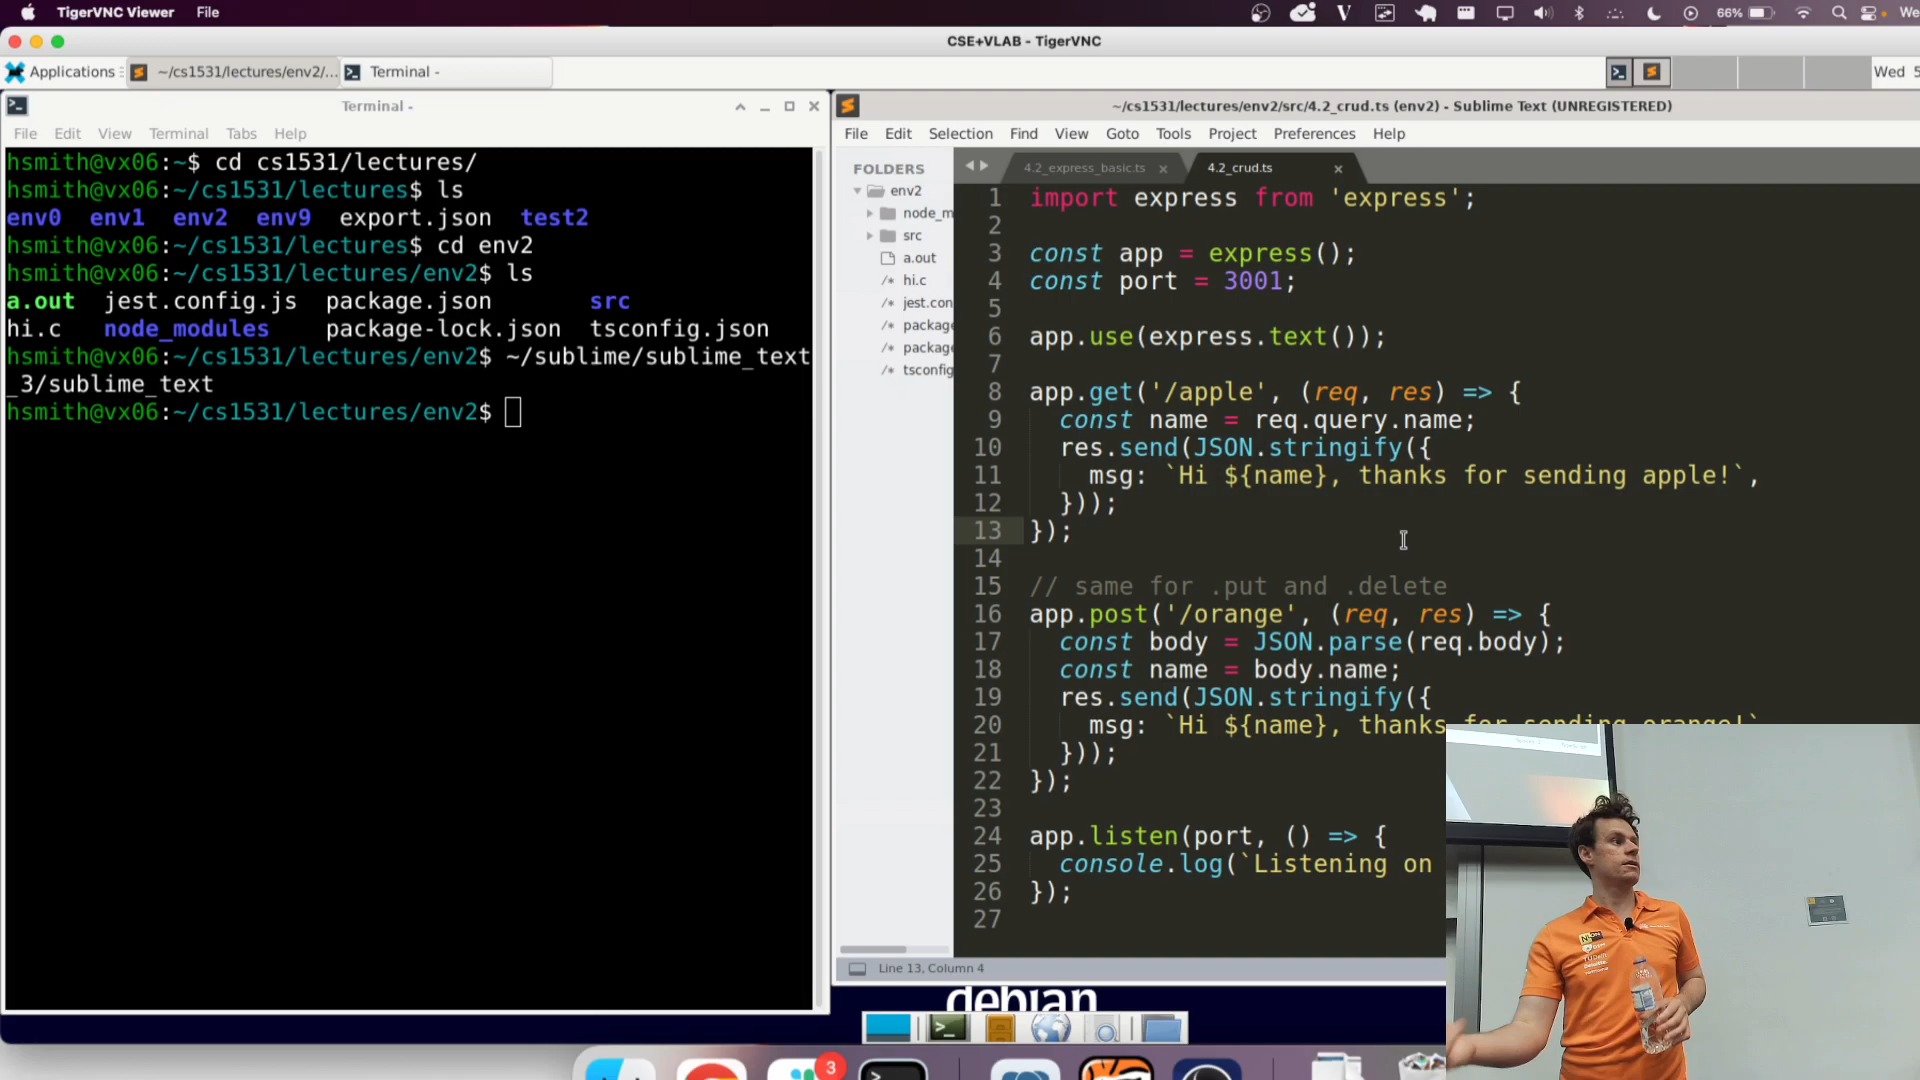 TigerVNC Viewer File
66%
We
CSE+VLAB - TigerVNC
Applications ~/cs1531/lectures/env2/... Terminal -
Wed 5
Terminal -
File Edit View Terminal Tabs Help
hsmith@vx06:~$ cd cs1531/lectures/
hsmith@vx06:~/cs1531/lectures$ ls
env0 env1 env2 env9 export.json test2
hsmith@vx06:~/cs1531/lectures$ cd env2
hsmith@vx06:~/cs1531/lectures/env2$ ls
a.out jest.config.js package.json src
hi.c node_modules package-lock.json tsconfig.json
hsmith@vx06:~/cs1531/lectures/env2$ ~/sublime/sublime_text
_3/sublime_text
hsmith@vx06:~/cs1531/lectures/env2$
~/cs1531/lectures/env2/src/4.2_crud.ts (env2) - Sublime Text (UNREGISTERED)
File Edit Selection Find View Goto Tools Project Preferences Help
FOLDERS
env2
node_m
src
a.out
/* hi.c
/* jest.con
/* package
/* package
/* tsconfig
4.2_express_basic.ts 4.2_crud.ts
1 import express from 'express';
2
3 const app = express();
4 const port = 3001;
5
6 app.use(express.text());
7
8 app.get('/apple', (req, res) => {
9 const name = req.query.name;
10 res.send(JSON.stringify({
11 msg: `Hi ${name}, thanks for sending apple!`,
12 }));
13 });
14
15 // same for .put and .delete
16 app.post('/orange', (req, res) => {
17 const body = JSON.parse(req.body);
18 const name = body.name;
19 res.send(JSON.stringify({
20 msg: `Hi ${name}, thanks for sending orange!`
21 }));
22 });
23
24 app.listen(port, () => {
25 console.log(`Listening on
26 });
27
Line 13, Column 4
debian
3